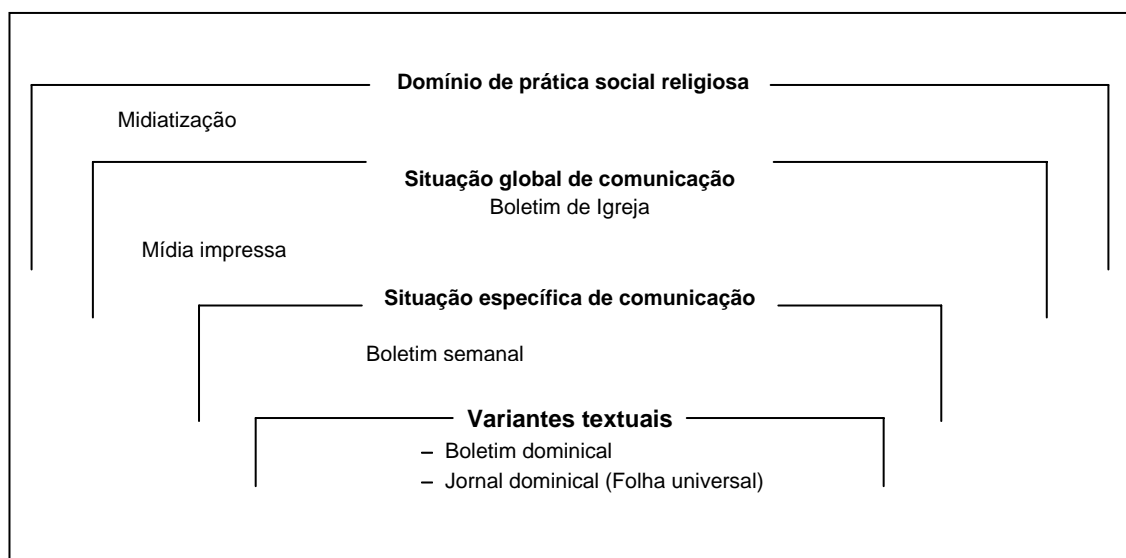 Domínio de prática social religiosa
Midiatização
Situação global de comunicação
Boletim de Igreja
Mídia impressa
Situação específica de comunicação
Boletim semanal
Variantes textuais
– Boletim dominical
– Jornal dominical (Folha universal)